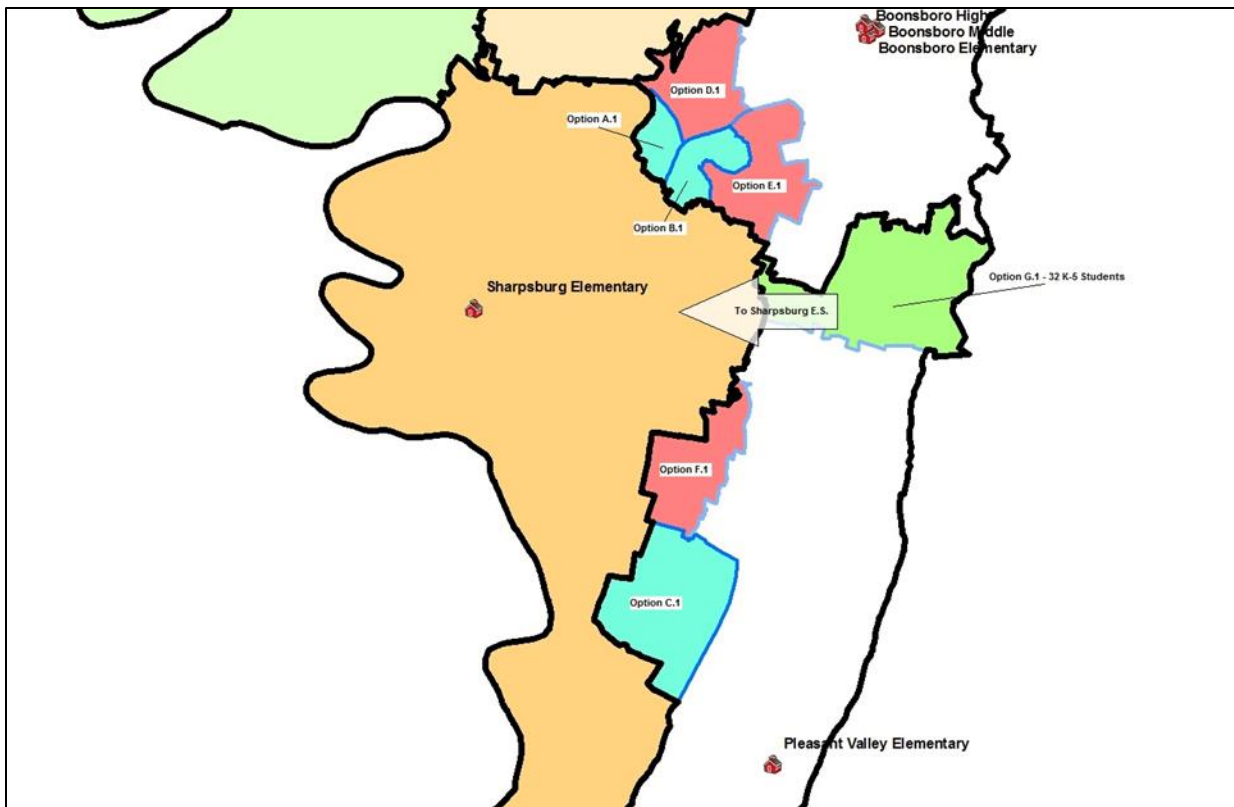 Boonsboro High
Boonsboro Middle
Boonsboro Elementary
Option D.1
Option A.1
Option E.1
Option B.1
Option G.1 - 32 K-5 Students
Sharpsburg Elementary
To Sharpsburg E.S.
Option F.1
Option C.1
Pleasant Valley Elementary